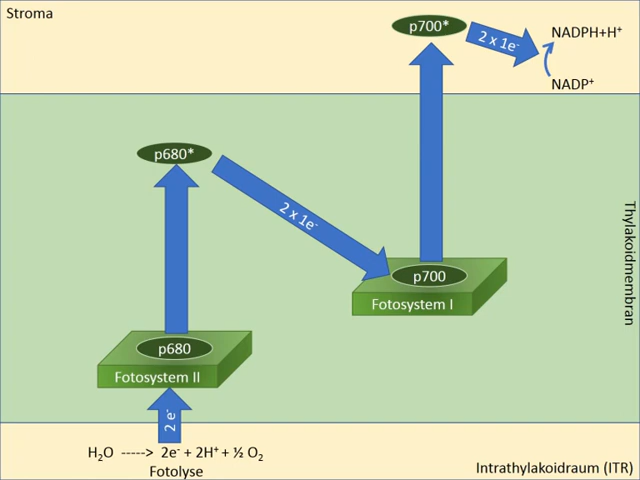 Stroma
p700*
2 x 1e⁻
NADPH+H⁺
NADP⁺
p680*
2 x 1e⁻
Thylakoidmembran
p700
Fotosystem I
p680
Fotosystem II
2 e⁻
H₂O -----> 2e⁻ + 2H⁺ + ½ O₂
Fotolyse
Intrathylakoidraum (ITR)